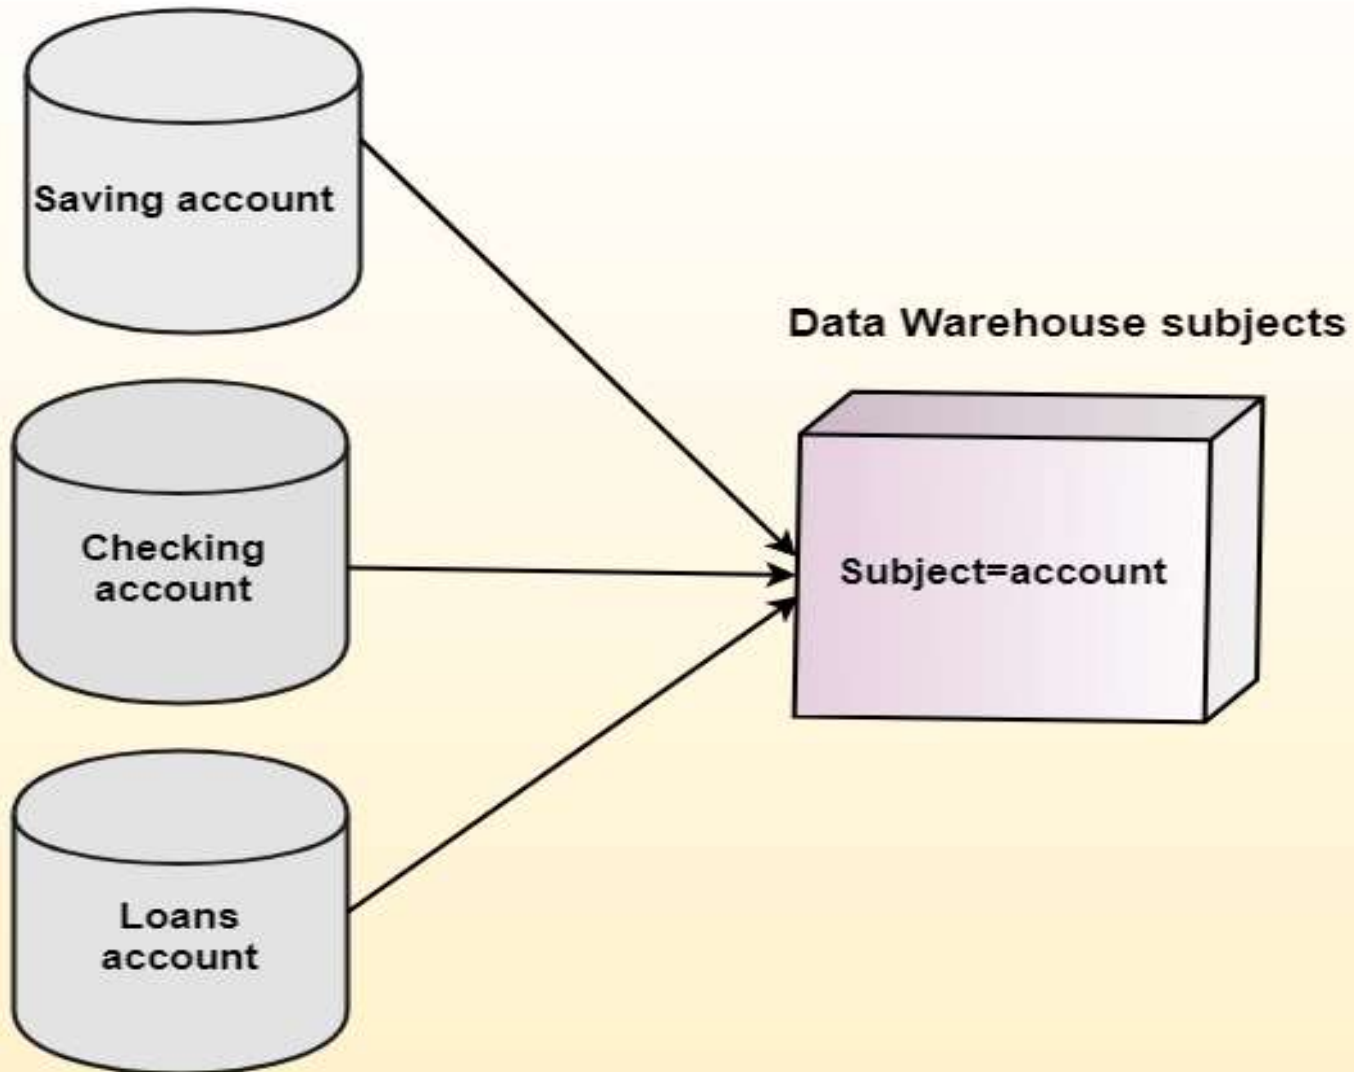 Saving account
Data Warehouse subjects
Checking
account
Subject=account
Loans
account